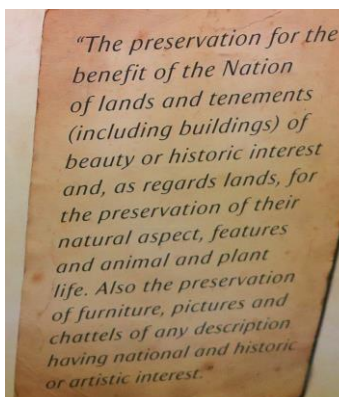 "The preservation for the
benefit of the Nation
of lands and tenements
(including buildings) of
beauty or historic interest
and, as regards lands, for
the preservation of their
natural aspect, features
and animal and plant
life. Also the preservation
of furniture, pictures and
chattels of any description
having national and historic
or artistic interest.